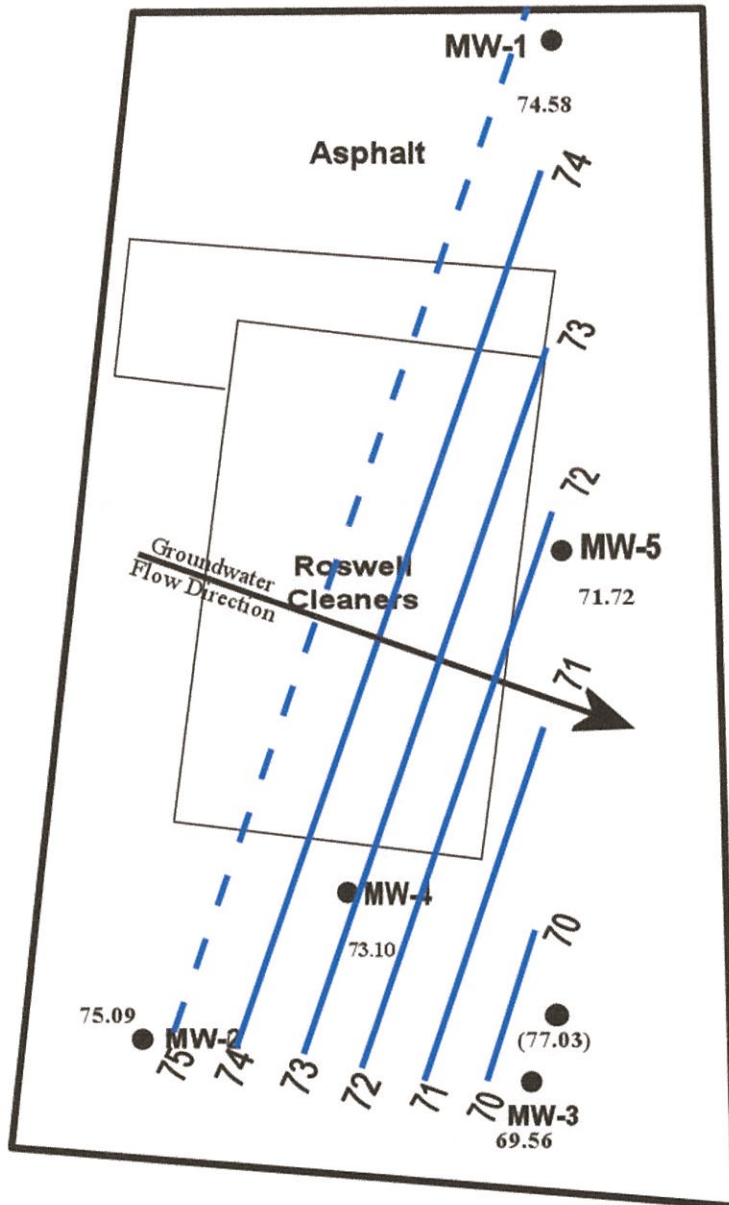 MW-1
74.58
Asphalt
74
73
72
MW-5
71.72
Groundwater
Flow Direction
Roswell
Cleaners
71
MW-4
73.10
70
75.09
MW-2
(77.03)
75
74
73
72
71
70
MW-3
69.56